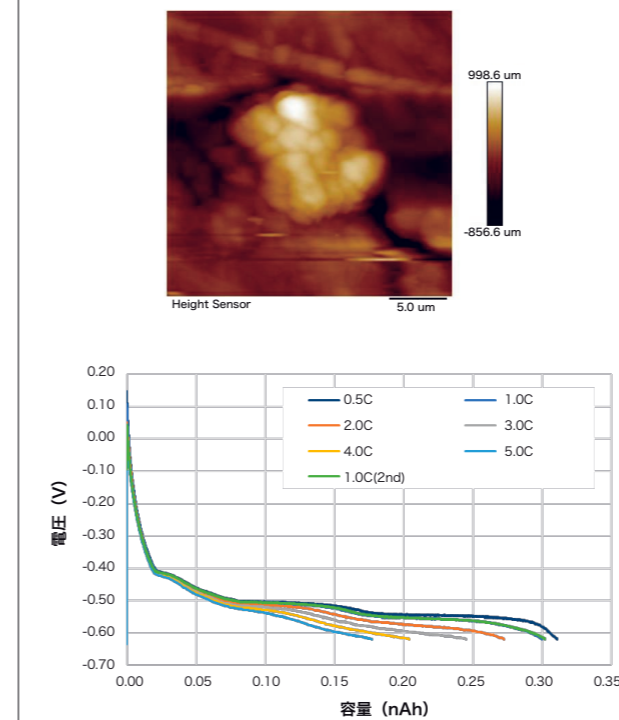 998.6 um
-856.6 um
Height Sensor
5.0 um
0.20
0.10
0.00
-0.10
-0.20
-0.30
-0.40
-0.50
-0.60
-0.70
電圧（V）
0.5C
1.0C
2.0C
3.0C
4.0C
5.0C
1.0C(2nd)
0.00
0.05
0.10
0.15
0.20
0.25
0.30
0.35
容量（nAh）